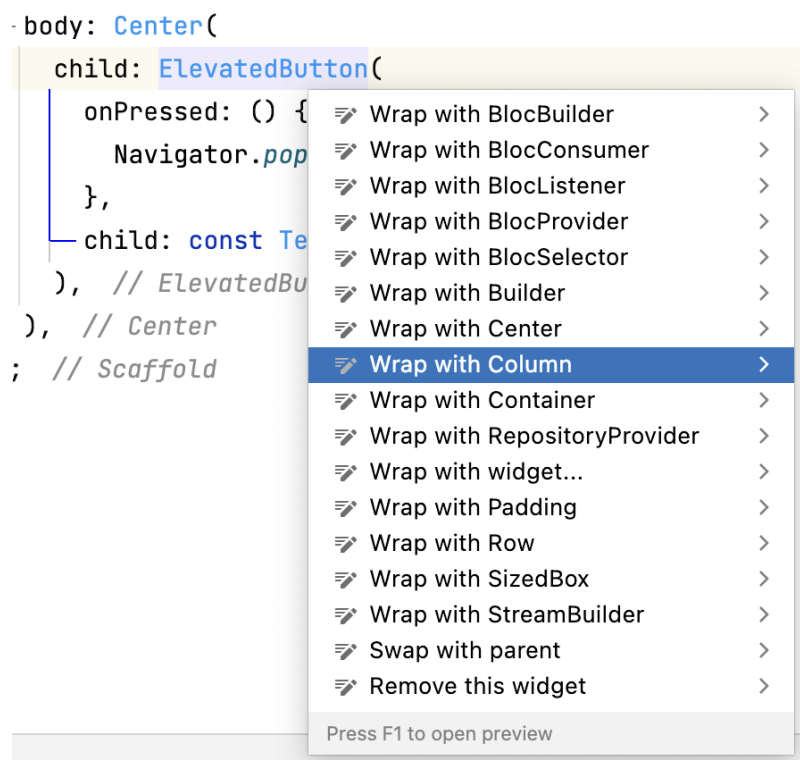 body: Center(
child: ElevatedButton(
onPressed: () {
Navigator.pop
},
child: const Te
), // ElevatedBu
), // Center
; // Scaffold
Wrap with BlocBuilder
Wrap with BlocConsumer
Wrap with BlocListener
Wrap with BlocProvider
Wrap with BlocSelector
Wrap with Builder
Wrap with Center
Wrap with Column
Wrap with Container
Wrap with RepositoryProvider
Wrap with widget...
Wrap with Padding
Wrap with Row
Wrap with SizedBox
Wrap with StreamBuilder
Swap with parent
Remove this widget
Press F1 to open preview